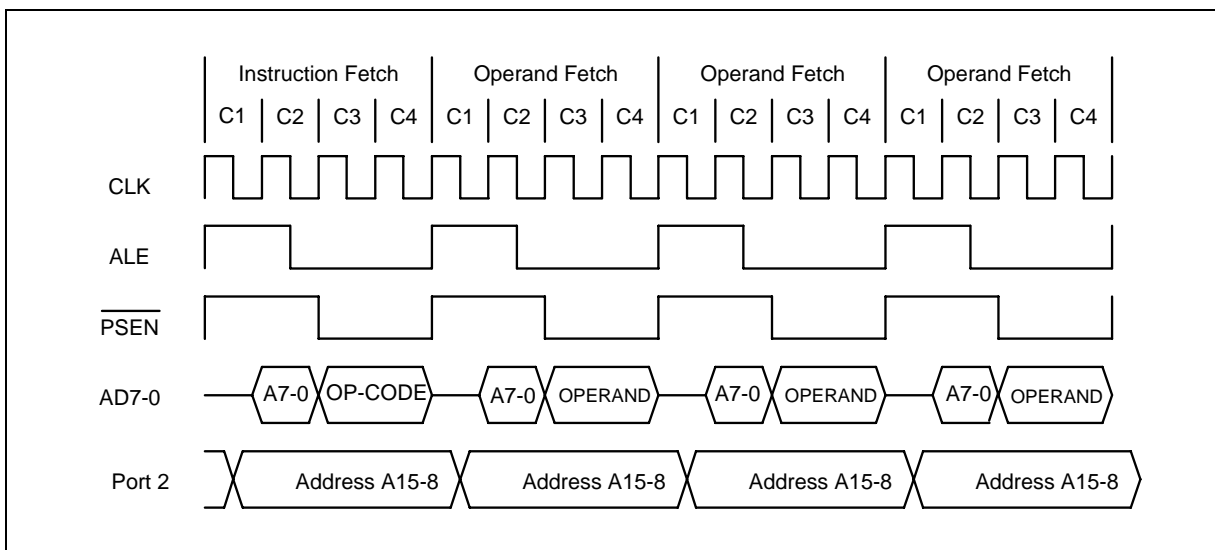 Instruction Fetch Operand Fetch Operand Fetch Operand Fetch
C1 C2 C3 C4 C1 C2 C3 C4 C1 C2 C3 C4 C1 C2 C3 C4
CLK
ALE
PSEN
AD7-0 A7-0 OP-CODE A7-0 OPERAND A7-0 OPERAND A7-0 OPERAND
Port 2 Address A15-8 Address A15-8 Address A15-8 Address A15-8